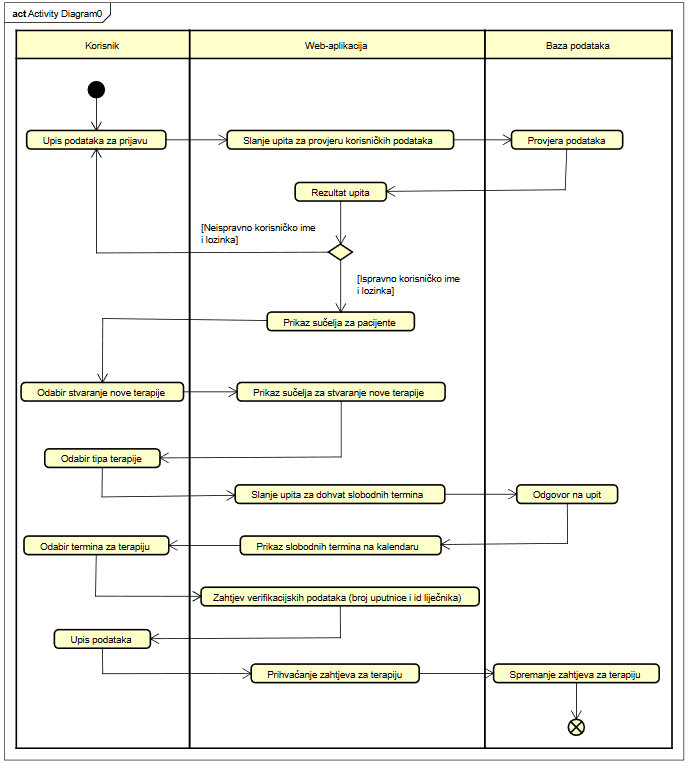 act Activity Diagram0
Korisnik
Web-aplikacija
Baza podataka
Upis podataka za prijavu
Slanje upita za provjeru korisničkih podataka
Provjera podataka
Rezultat upita
[Neispravno korisničko ime
i lozinka]
[Ispravno korisničko ime
i lozinka]
Prikaz sučelja za pacijente
Odabir stvaranje nove terapije
Prikaz sučelja za stvaranje nove terapije
Odabir tipa terapije
Slanje upita za dohvat slobodnih termina
Odgovor na upit
Odabir termina za terapiju
Prikaz slobodnih termina na kalendaru
Zahtjev verifikacijskih podataka (broj uputnice i id liječnika)
Upis podataka
Prihvaćanje zahtjeva za terapiju
Spremanje zahtjeva za terapiju